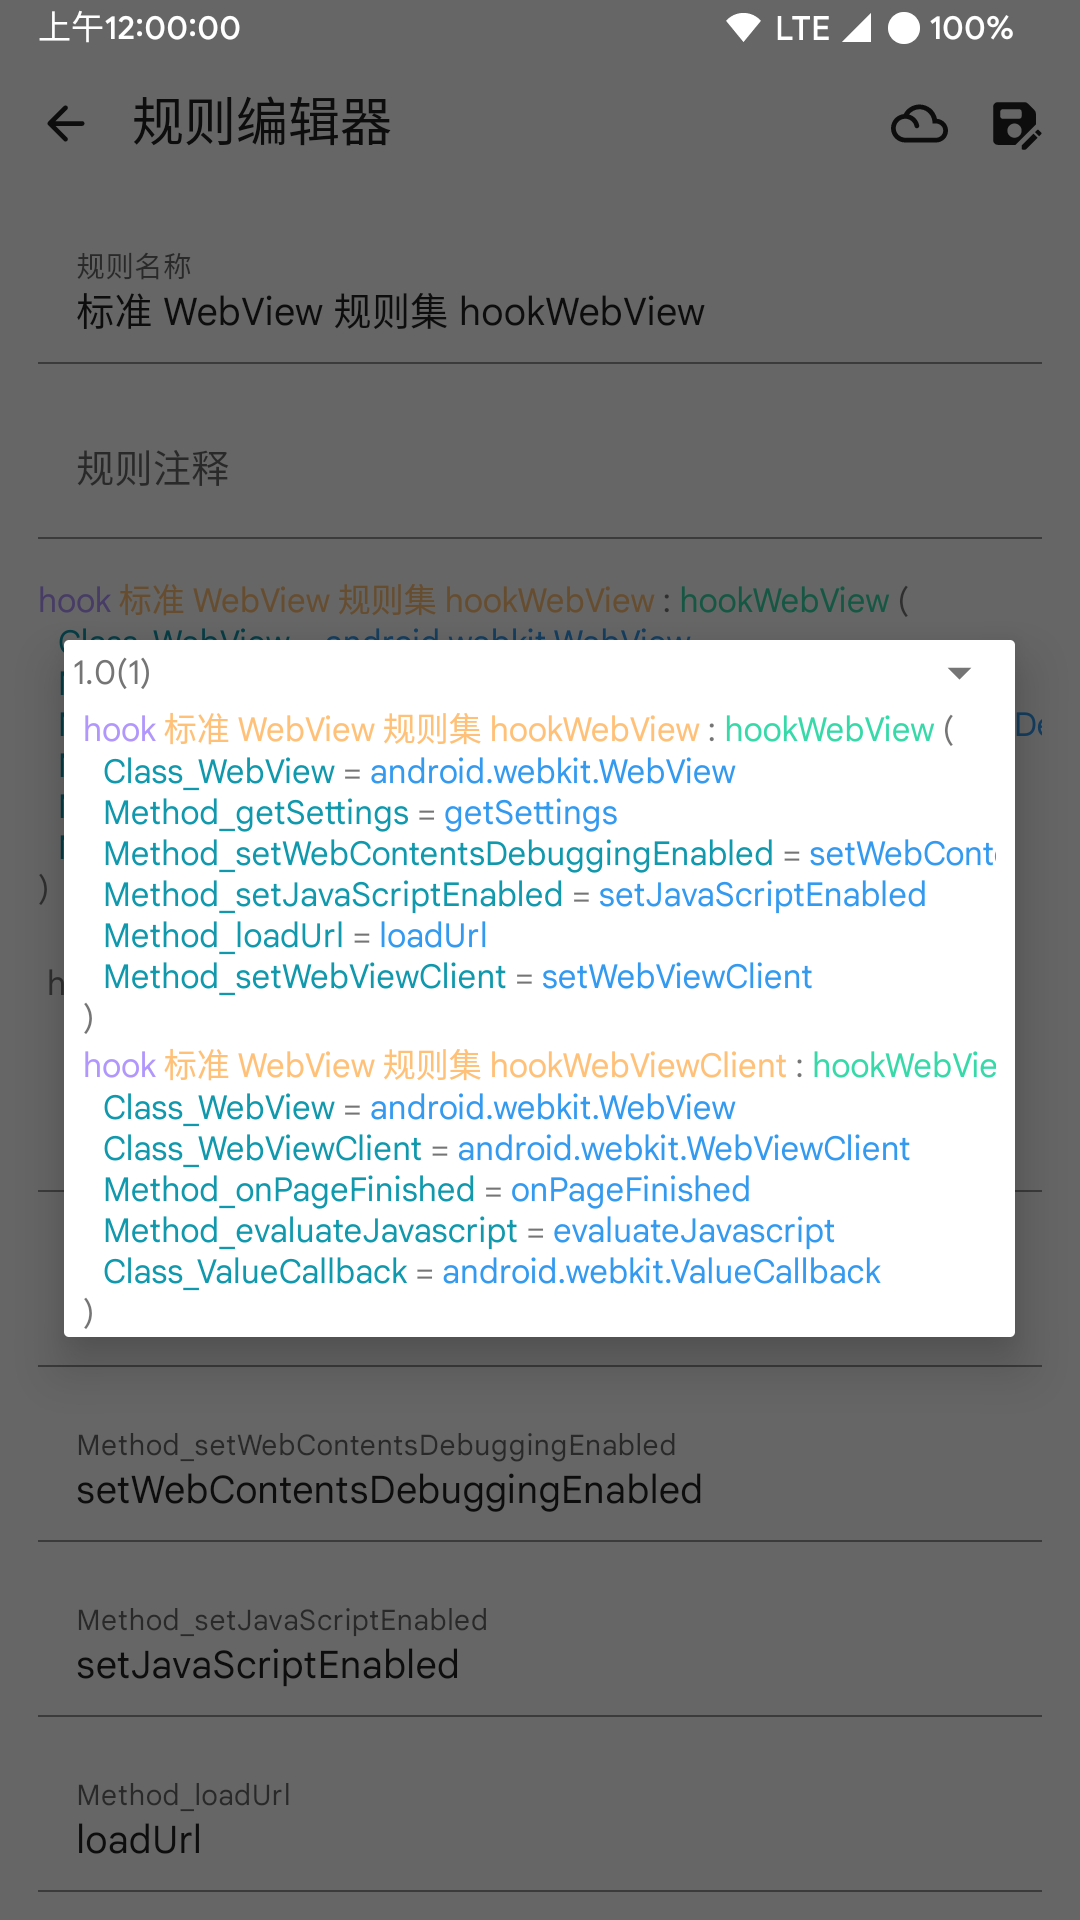 上午12:00:00 LTE 100%
规则编辑器
规则名称
标准 WebView 规则集 hookWebView
规则注释
hook 标准 WebView 规则集 hookWebView : hookWebView (
Class_WebView = android.webkit.WebView
)
1.0(1)
hook 标准 WebView 规则集 hookWebView : hookWebView (
Class_WebView = android.webkit.WebView
Method_getSettings = getSettings
Method_setWebContentsDebuggingEnabled = setWebCont
Method_setJavaScriptEnabled = setJavaScriptEnabled
Method_loadUrl = loadUrl
Method_setWebViewClient = setWebViewClient
)
hook 标准 WebView 规则集 hookWebViewClient : hookWebVie
Class_WebView = android.webkit.WebView
Class_WebViewClient = android.webkit.WebViewClient
Method_onPageFinished = onPageFinished
Method_evaluateJavascript = evaluateJavascript
Class_ValueCallback = android.webkit.ValueCallback
)
Method_setWebContentsDebuggingEnabled
setWebContentsDebuggingEnabled
Method_setJavaScriptEnabled
setJavaScriptEnabled
Method_loadUrl
loadUrl